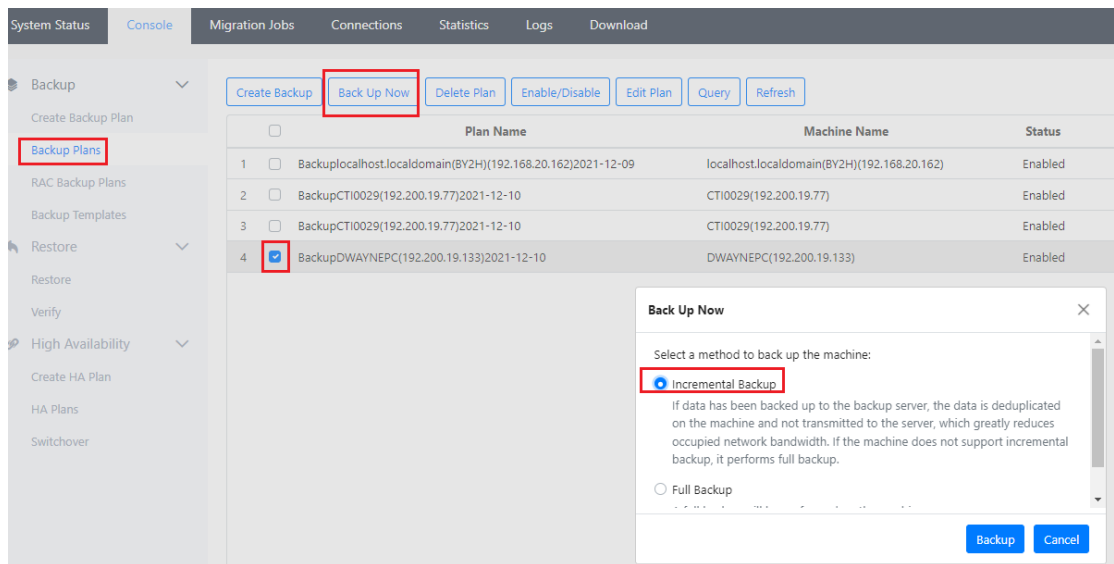 System Status Console Migration Jobs Connections Statistics Logs Download
Backup
Create Backup Plan
Backup Plans
RAC Backup Plans
Backup Templates
Restore
Restore
Verify
High Availability
Create HA Plan
HA Plans
Switchover
Create Backup Back Up Now Delete Plan Enable/Disable Edit Plan Query Refresh
Plan Name Machine Name Status
1 Backuplocalhost.localdomain(BY2H)(192.168.20.162)2021-12-09 localhost.localdomain(BY2H)(192.168.20.162) Enabled
2 BackupCTI0029(192.200.19.77)2021-12-10 CTI0029(192.200.19.77) Enabled
3 BackupCTI0029(192.200.19.77)2021-12-10 CTI0029(192.200.19.77) Enabled
4 BackupDWAYNEPC(192.200.19.133)2021-12-10 DWAYNEPC(192.200.19.133) Enabled
Back Up Now
Select a method to back up the machine:
Incremental Backup
If data has been backed up to the backup server, the data is deduplicated
on the machine and not transmitted to the server, which greatly reduces
occupied network bandwidth. If the machine does not support incremental
backup, it performs full backup.
Full Backup
Backup Cancel